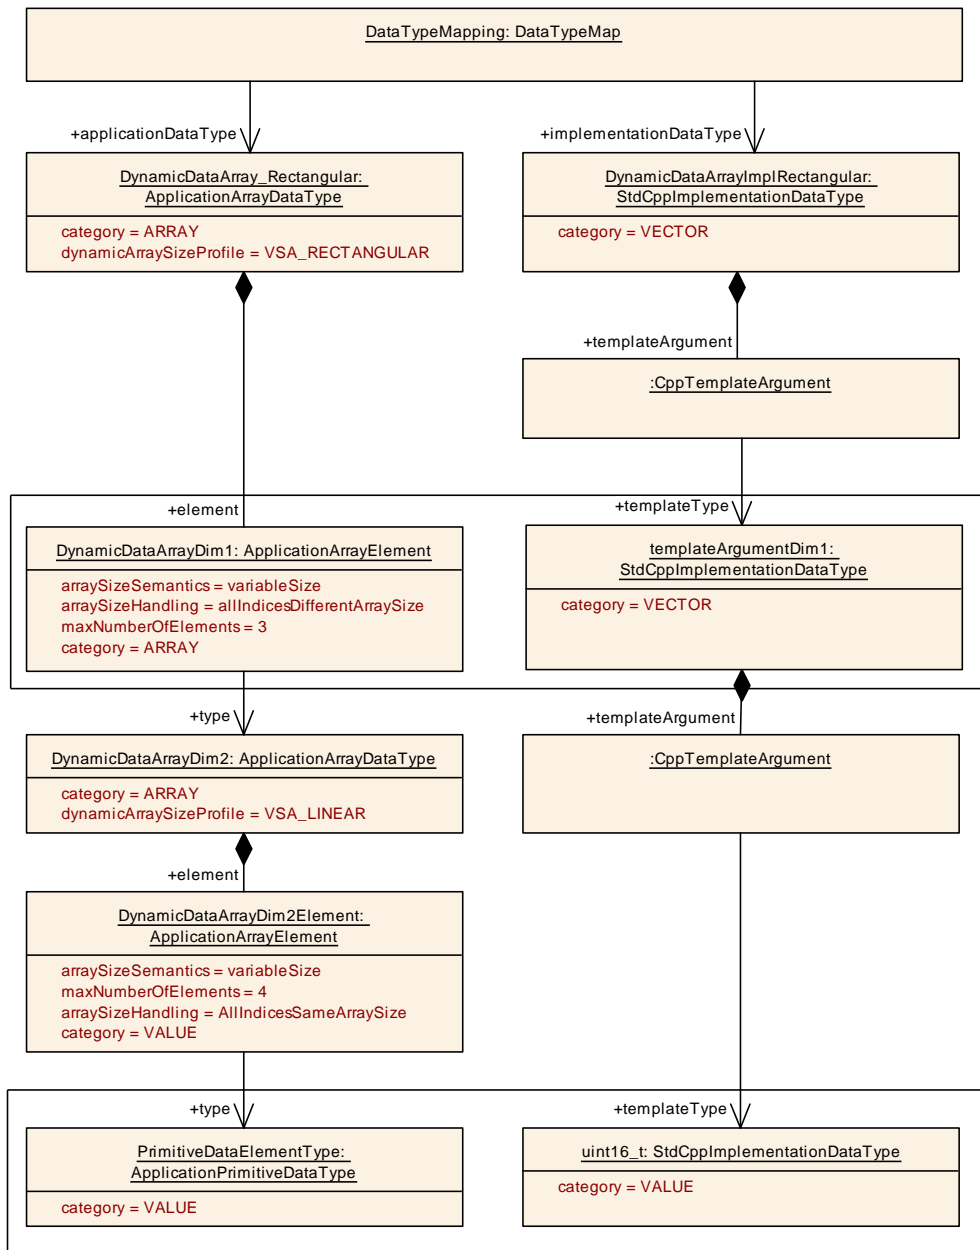 DataTypeMapping: DataTypeMap
+applicationDataType
+implementationDataType
DynamicDataArray_Rectangular:
ApplicationArrayDataType
category = ARRAY
dynamicArraySizeProfile = VSA_RECTANGULAR
DynamicDataArrayImplRectangular:
StdCppImplementationDataType
category = VECTOR
+templateArgument
:CppTemplateArgument
+element
+templateType
DynamicDataArrayDim1: ApplicationArrayElement
arraySizeSemantics = variableSize
arraySizeHandling = allIndicesDifferentArraySize
maxNumberOfElements = 3
category = ARRAY
templateArgumentDim1:
StdCppImplementationDataType
category = VECTOR
+type
+templateArgument
DynamicDataArrayDim2: ApplicationArrayDataType
category = ARRAY
dynamicArraySizeProfile = VSA_LINEAR
:CppTemplateArgument
+element
DynamicDataArrayDim2Element:
ApplicationArrayElement
arraySizeSemantics = variableSize
maxNumberOfElements = 4
arraySizeHandling = AllIndicesSameArraySize
category = VALUE
+type
+templateType
PrimitiveDataElementType:
ApplicationPrimitiveDataType
category = VALUE
uint16_t: StdCppImplementationDataType
category = VALUE